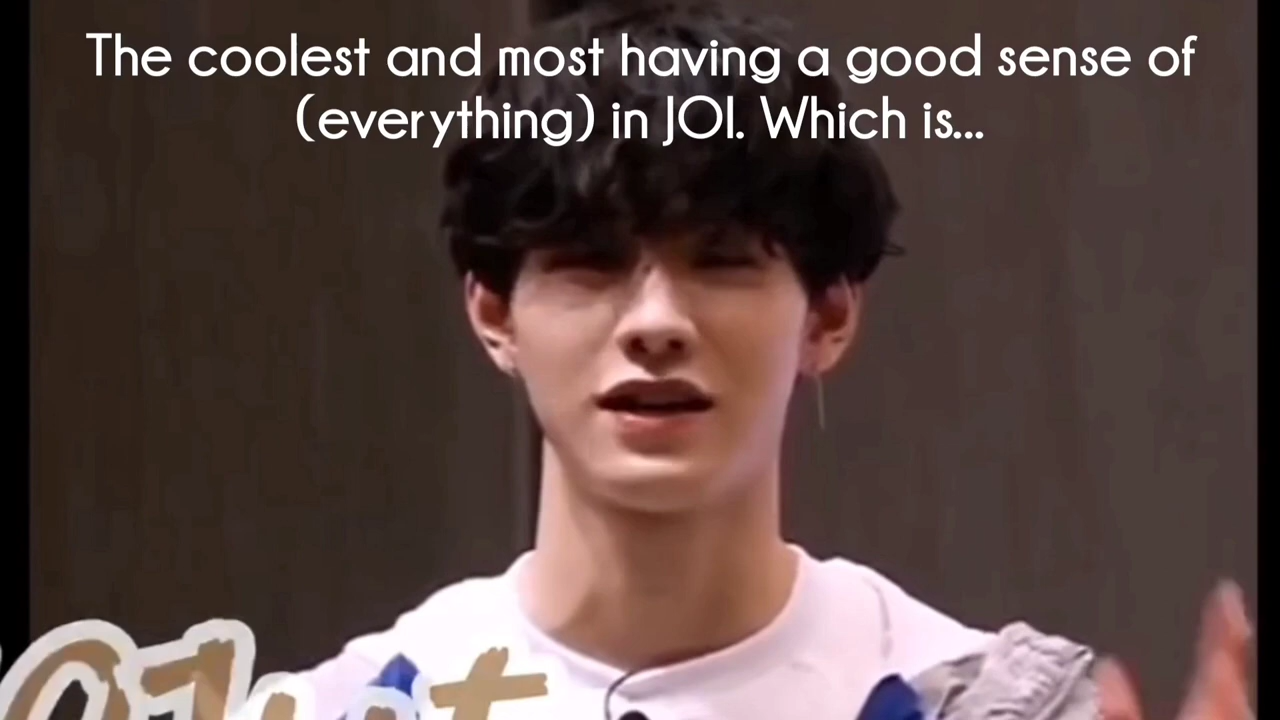 The coolest and most having a good sense of
(everything) in JO1. Which is...